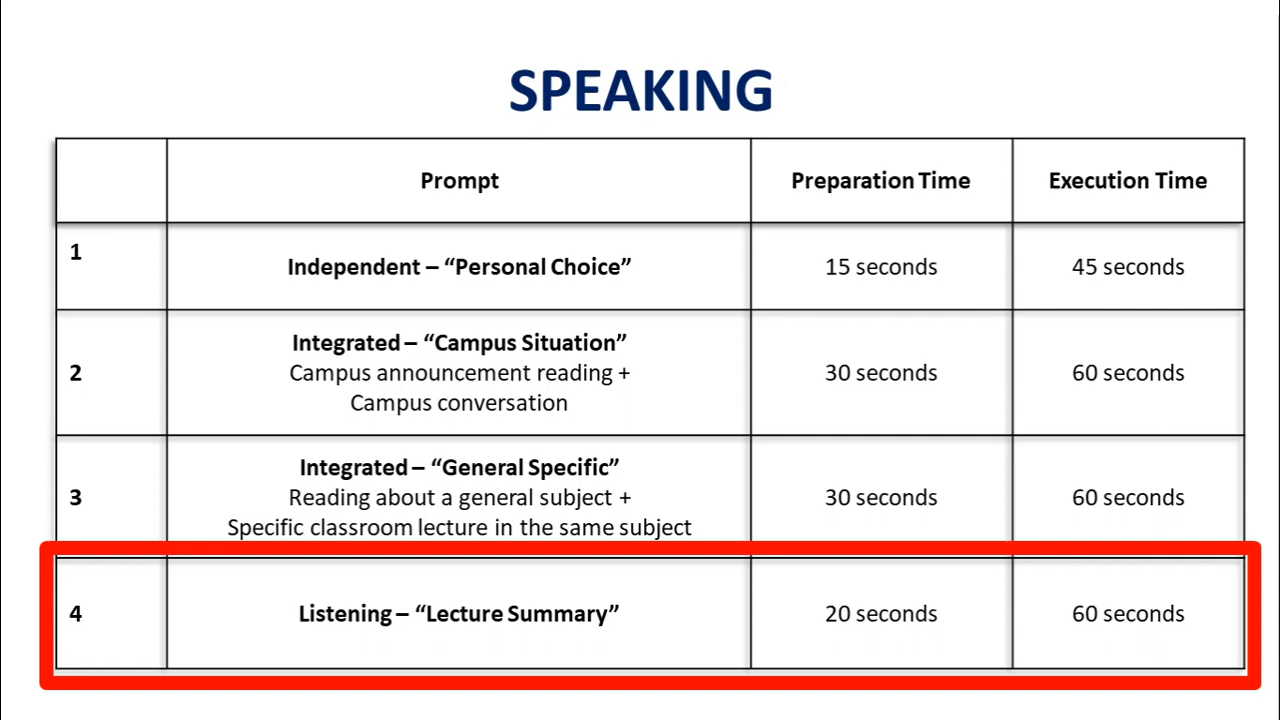 SPEAKING
Prompt
Preparation Time
Execution Time
1
Independent – “Personal Choice”
15 seconds
45 seconds
2
Integrated – “Campus Situation”
Campus announcement reading +
Campus conversation
30 seconds
60 seconds
3
Integrated – “General Specific”
Reading about a general subject +
Specific classroom lecture in the same subject
30 seconds
60 seconds
4
Listening – “Lecture Summary”
20 seconds
60 seconds